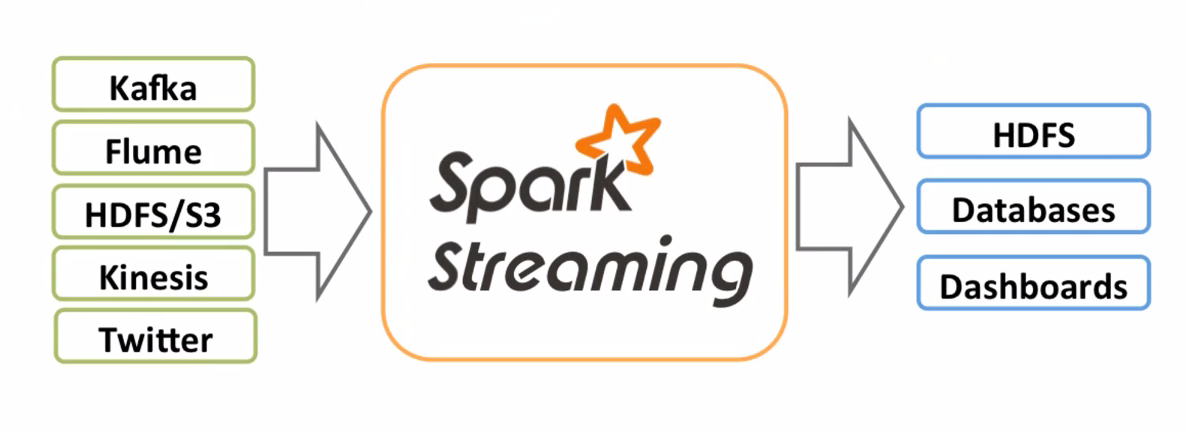 Kafka
Flume
HDFS/S3
Kinesis
Twitter
Spark
Streaming
HDFS
Databases
Dashboards